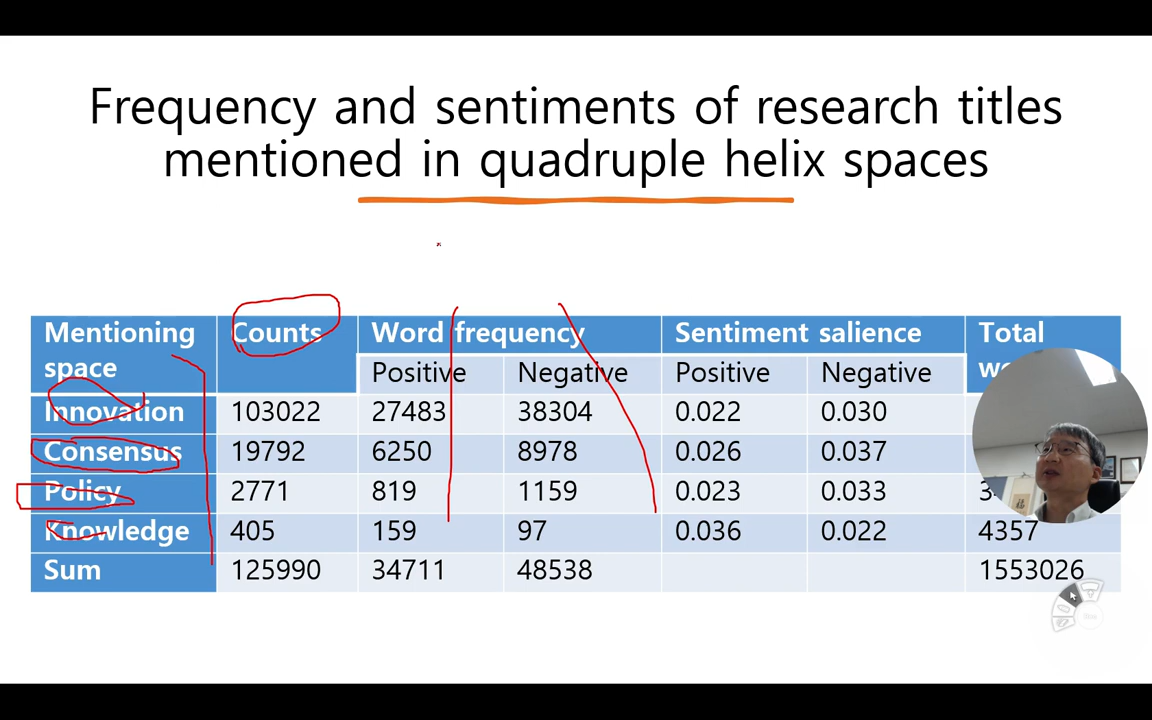 Frequency and sentiments of research titles
mentioned in quadruple helix spaces
Mentioning space Counts Word frequency Sentiment salience Total
Positive Negative Positive Negative
Innovation 103022 27483 38304 0.022 0.030
Consensus 19792 6250 8978 0.026 0.037
Policy 2771 819 1159 0.023 0.033
Knowledge 405 159 97 0.036 0.022 4357
Sum 125990 34711 48538 1553026